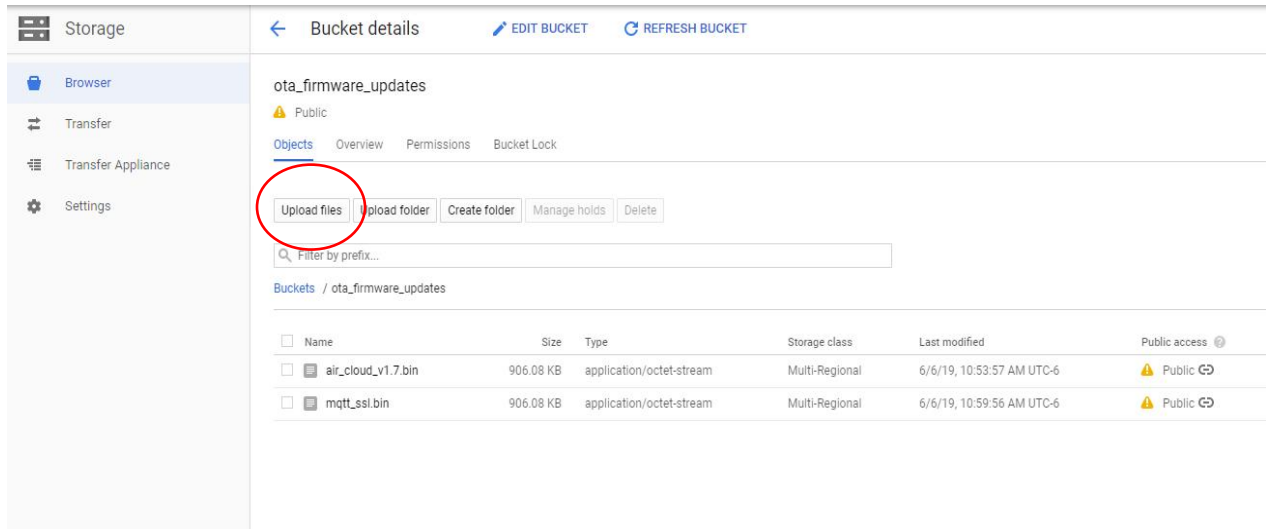 Storage
Bucket details
EDIT BUCKET
REFRESH BUCKET
Browser
Transfer
Transfer Appliance
Settings
ota_firmware_updates
Public
Objects Overview Permissions Bucket Lock
Upload files Upload folder Create folder Manage holds Delete
Filter by prefix...
Buckets / ota_firmware_updates
Name Size Type Storage class Last modified Public access
air_cloud_v1.7.bin 906.08 KB application/octet-stream Multi-Regional 6/6/19, 10:53:57 AM UTC-6 Public
mqtt_ssl.bin 906.08 KB application/octet-stream Multi-Regional 6/6/19, 10:59:56 AM UTC-6 Public